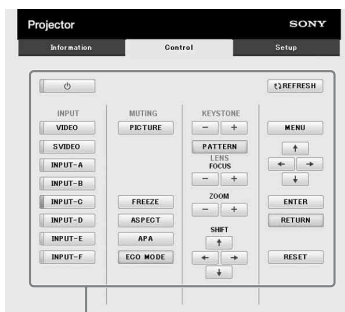 Projector SONY
Information Control Setup
REFRESH
INPUT MUTING KEYSTONE
VIDEO PICTURE - + MENU
SVIDEO PATTERN
INPUT-A LENS
FOCUS
INPUT-B - +
INPUT-C FREEZE ZOOM ENTER
INPUT-D ASPECT - + RETURN
INPUT-E APA SHIFT
INPUT-F ECO MODE RESET